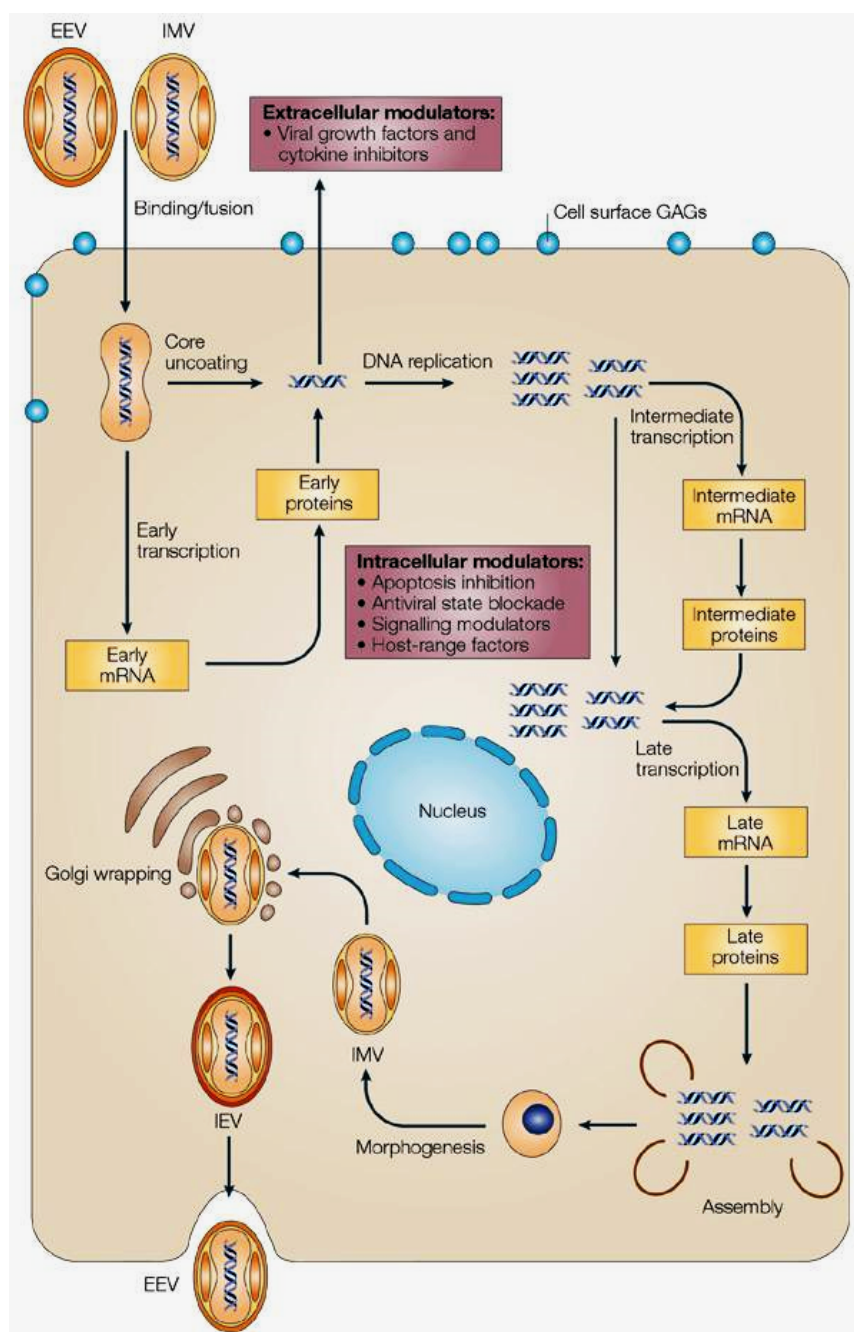 EEV
IMV
Extracellular modulators:
• Viral growth factors and
cytokine inhibitors
Binding/fusion
Cell surface GAGs
Core
uncoating
DNA replication
Intermediate
transcription
Early
proteins
Intermediate
mRNA
Early
transcription
Intracellular modulators:
• Apoptosis inhibition
• Antiviral state blockade
• Signalling modulators
• Host-range factors
Intermediate
proteins
Early
mRNA
Late
transcription
Nucleus
Late
mRNA
Golgi wrapping
Late
proteins
IMV
IEV
Morphogenesis
Assembly
EEV